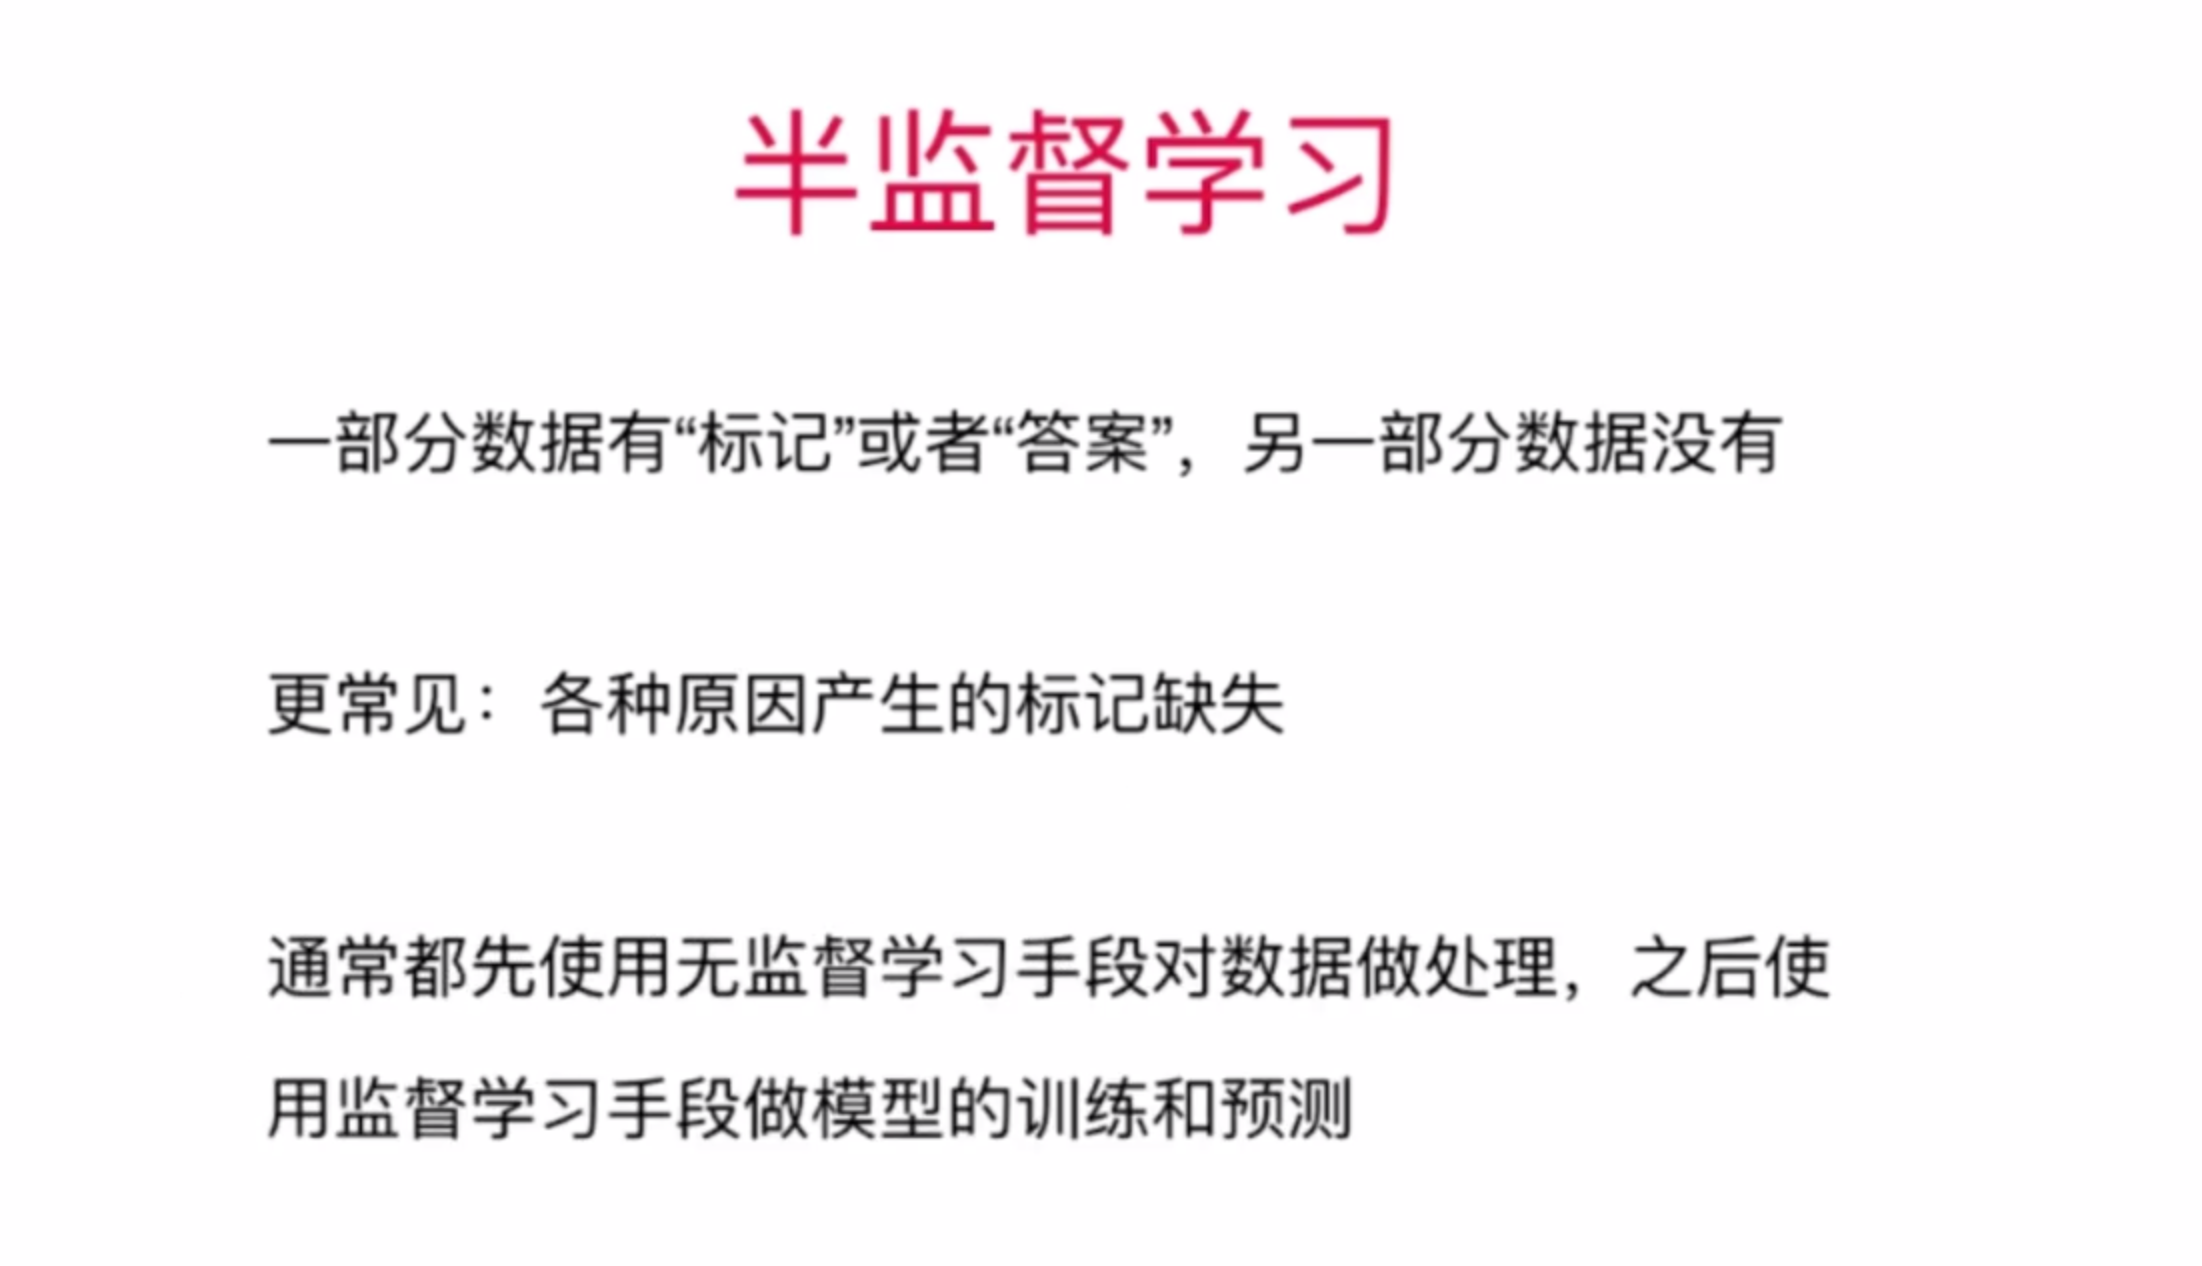 半监督学习
一部分数据有“标记”或者“答案”，另一部分数据没有
更常见：各种原因产生的标记缺失
通常都先使用无监督学习手段对数据做处理，之后使
用监督学习手段做模型的训练和预测